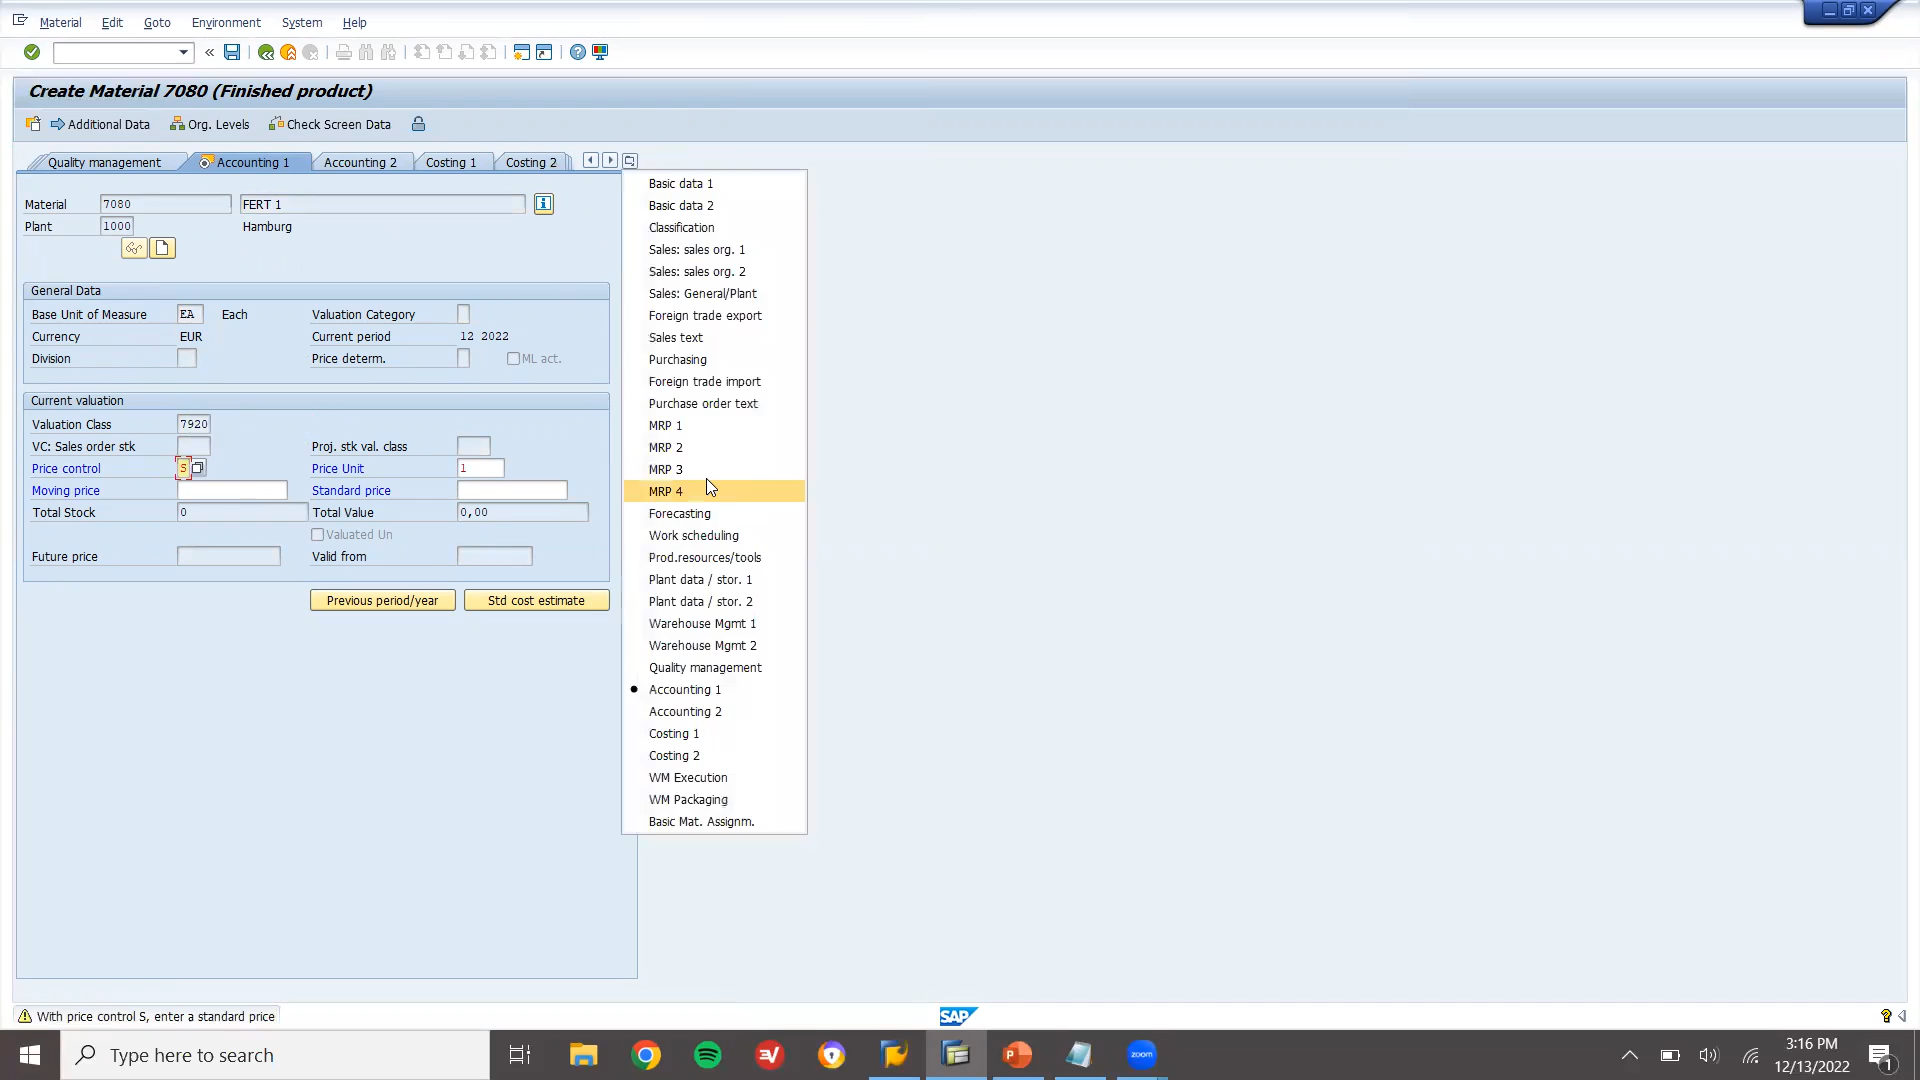 Material Edit Goto Environment System Help
Create Material 7080 (Finished product)
Additional Data Org. Levels Check Screen Data
Quality management Accounting 1 Accounting 2 Costing 1 Costing 2
Material 7080 FERT 1
Plant 1000 Hamburg
General Data
Base Unit of Measure EA Each Valuation Category
Currency EUR Current period 12 2022
Division Price determ. ML act.
Current valuation
Valuation Class 7920
VC: Sales order stk Proj. stk val. class
Price control S Price Unit 1
Moving price Standard price
Total Stock 0 Total Value 0,00
Valuated Un
Future price Valid from
Previous period/year Std cost estimate
Basic data 1
Basic data 2
Classification
Sales: sales org. 1
Sales: sales org. 2
Sales: General/Plant
Foreign trade export
Sales text
Purchasing
Foreign trade import
Purchase order text
MRP 1
MRP 2
MRP 3
MRP 4
Forecasting
Work scheduling
Prod.resources/tools
Plant data / stor. 1
Plant data / stor. 2
Warehouse Mgmt 1
Warehouse Mgmt 2
Quality management
Accounting 1
Accounting 2
Costing 1
Costing 2
WM Execution
WM Packaging
Basic Mat. Assignm.
With price control S, enter a standard price
SAP
Type here to search
zoom
3:16 PM
12/13/2022
1